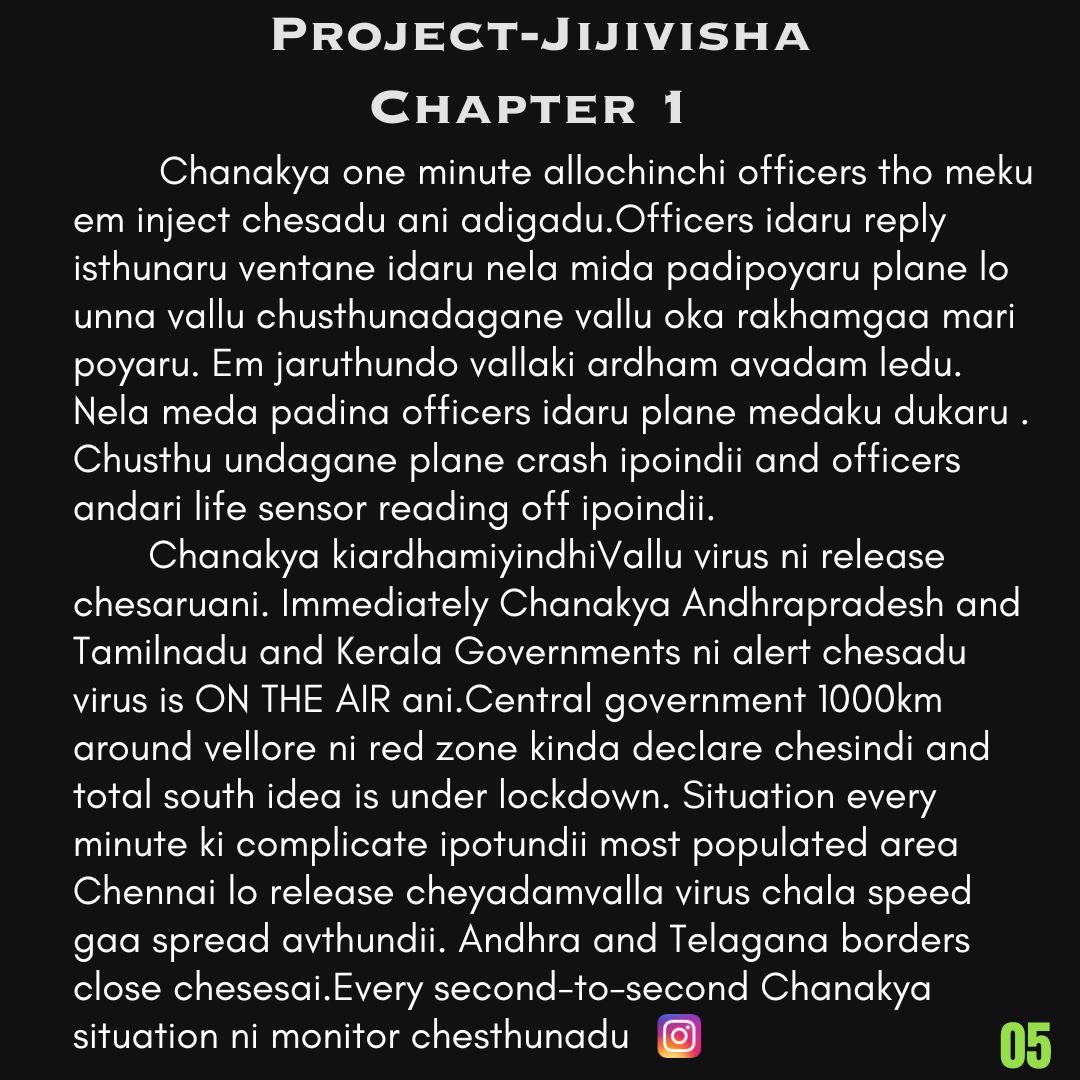 Project-Jijivisha
Chapter 1
Chanakya one minute allochinchi officers tho meku
em inject chesadu ani adigadu.Officers idaru reply
isthunaru ventane idaru nela mida padipoyaru plane lo
unna vallu chusthunadagane vallu oka rakhamgaa mari
poyaru. Em jaruthundo vallaki ardham avadam ledu.
Nela meda padina officers idaru plane medaku dukaru .
Chusthu undagane plane crash ipoindii and officers
andari life sensor reading off ipoindii.
Chanakya kiardhamiyindhiVallu virus ni release
chesaruani. Immediately Chanakya Andhrapradesh and
Tamilnadu and Kerala Governments ni alert chesadu
virus is ON THE AIR ani.Central government 1000km
around vellore ni red zone kinda declare chesindi and
total south idea is under lockdown. Situation every
minute ki complicate ipotundii most populated area
Chennai lo release cheyadamvalla virus chala speed
gaa spread avthundii. Andhra and Telagana borders
close chesesai.Every second-to-second Chanakya
situation ni monitor chesthunadu
05